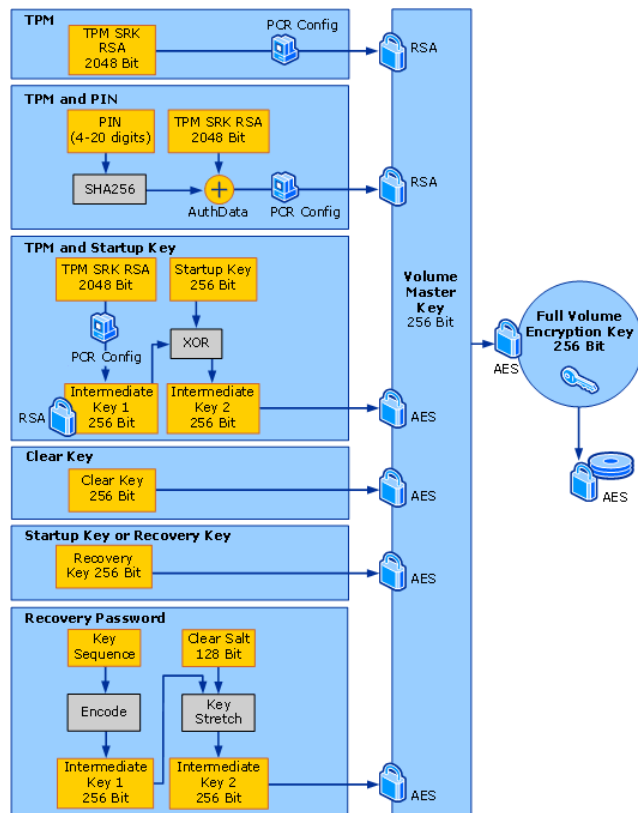 TPM
TPM SRK
RSA
2048 Bit
PCR Config
RSA
TPM and PIN
PIN
(4-20 digits)
TPM SRK RSA
2048 Bit
SHA256
AuthData
PCR Config
RSA
TPM and Startup Key
TPM SRK RSA
2048 Bit
Startup Key
256 Bit
PCR Config
XOR
RSA
Intermediate
Key 1
256 Bit
Intermediate
Key 2
256 Bit
AES
Clear Key
Clear Key
256 Bit
AES
Startup Key or Recovery Key
Recovery
Key 256 Bit
AES
Recovery Password
Key
Sequence
Clear Salt
128 Bit
Encode
Key
Stretch
Intermediate
Key 1
256 Bit
Intermediate
Key 2
256 Bit
AES
Volume
Master
Key
256 Bit
AES
Full Volume
Encryption Key
256 Bit
AES